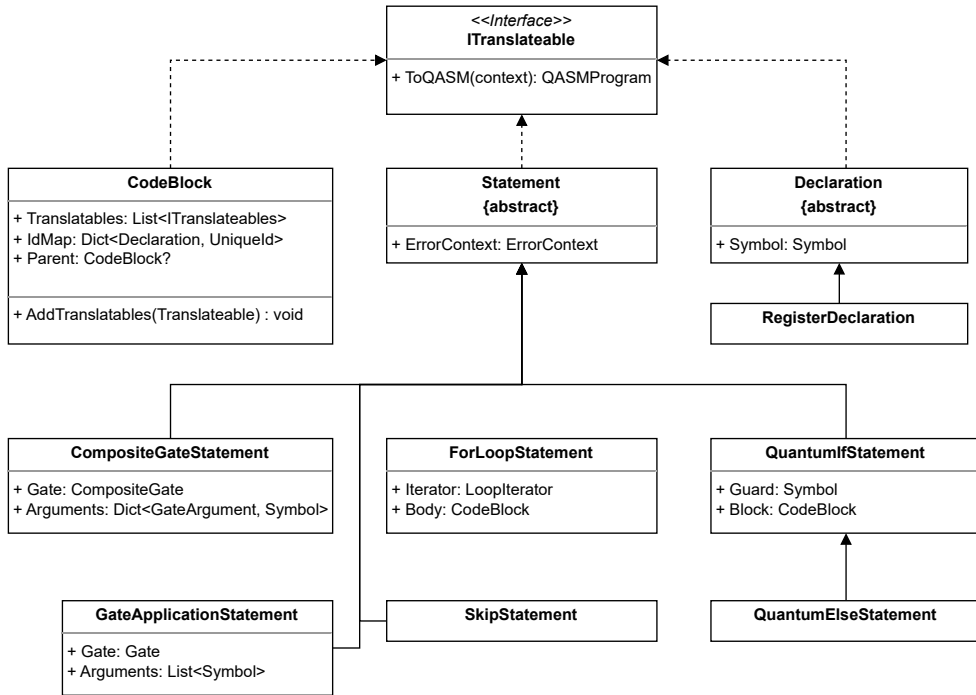 <<Interface>>
ITranslateable
+ ToQASM(context): QASMProgram
CodeBlock
+ Translatables: List<ITranslateables>
+ IdMap: Dict<Declaration, UniqueId>
+ Parent: CodeBlock?
+ AddTranslatables(Translateable) : void
Statement
{abstract}
+ ErrorContext: ErrorContext
Declaration
{abstract}
+ Symbol: Symbol
RegisterDeclaration
CompositeGateStatement
+ Gate: CompositeGate
+ Arguments: Dict<GateArgument, Symbol>
ForLoopStatement
+ Iterator: LoopIterator
+ Body: CodeBlock
QuantumIfStatement
+ Guard: Symbol
+ Block: CodeBlock
GateApplicationStatement
+ Gate: Gate
+ Arguments: List<Symbol>
SkipStatement
QuantumElseStatement